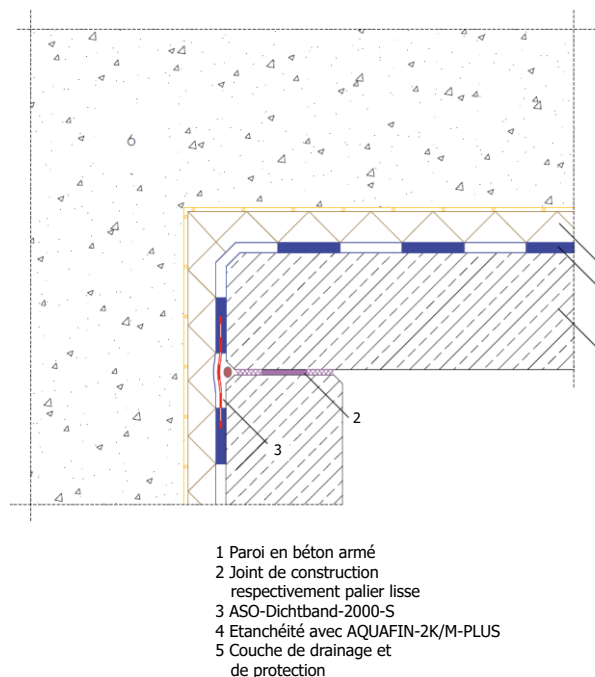 6
2
3
1 Paroi en béton armé
2 Joint de construction
respectivement palier lisse
3 ASO-Dichtband-2000-S
4 Etanchéité avec AQUAFIN-2K/M-PLUS
5 Couche de drainage et
de protection